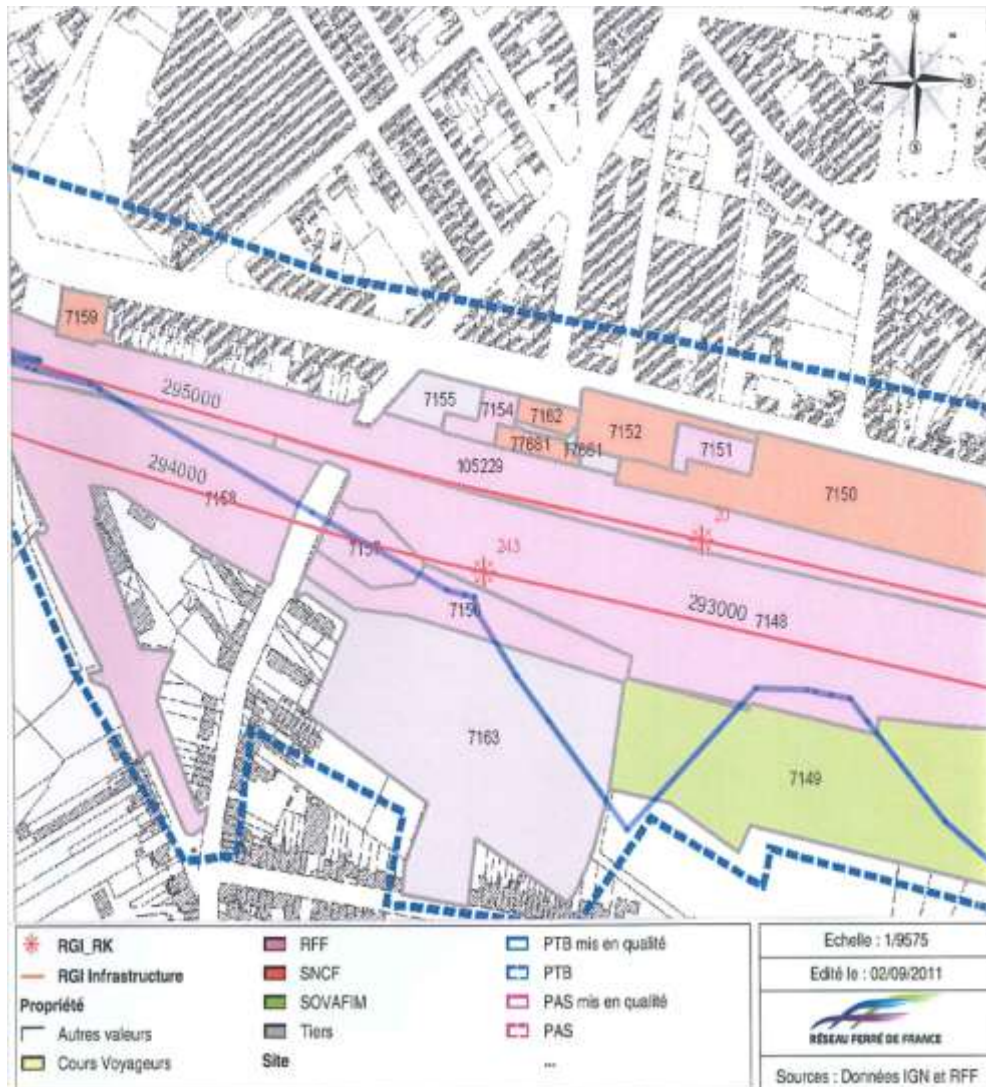 N
S
7159
295000
7155
7154
7162
77681
77661
7152
7151
7150
105229
294000
7158
7157
243
20
7156
293000
7148
7163
7149
RGI_RK
RGI Infrastructure
Propriété
Autres valeurs
Cours Voyageurs
RFF
SNCF
SOVAFIM
Tiers
Site
PTB mis en qualité
PTB
PAS mis en qualité
PAS
...
Echelle : 1/9575
Edité le : 02/09/2011
RÉSEAU FERRÉ DE FRANCE
Sources : Données IGN et RFF